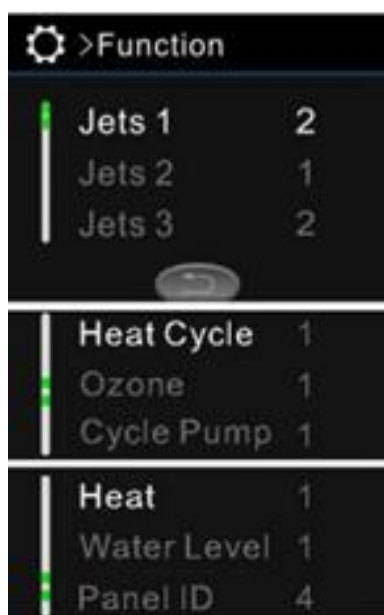 >Function
Jets 1 2
Jets 2 1
Jets 3 2
Heat Cycle 1
Ozone 1
Cycle Pump 1
Heat 1
Water Level 1
Panel ID 4